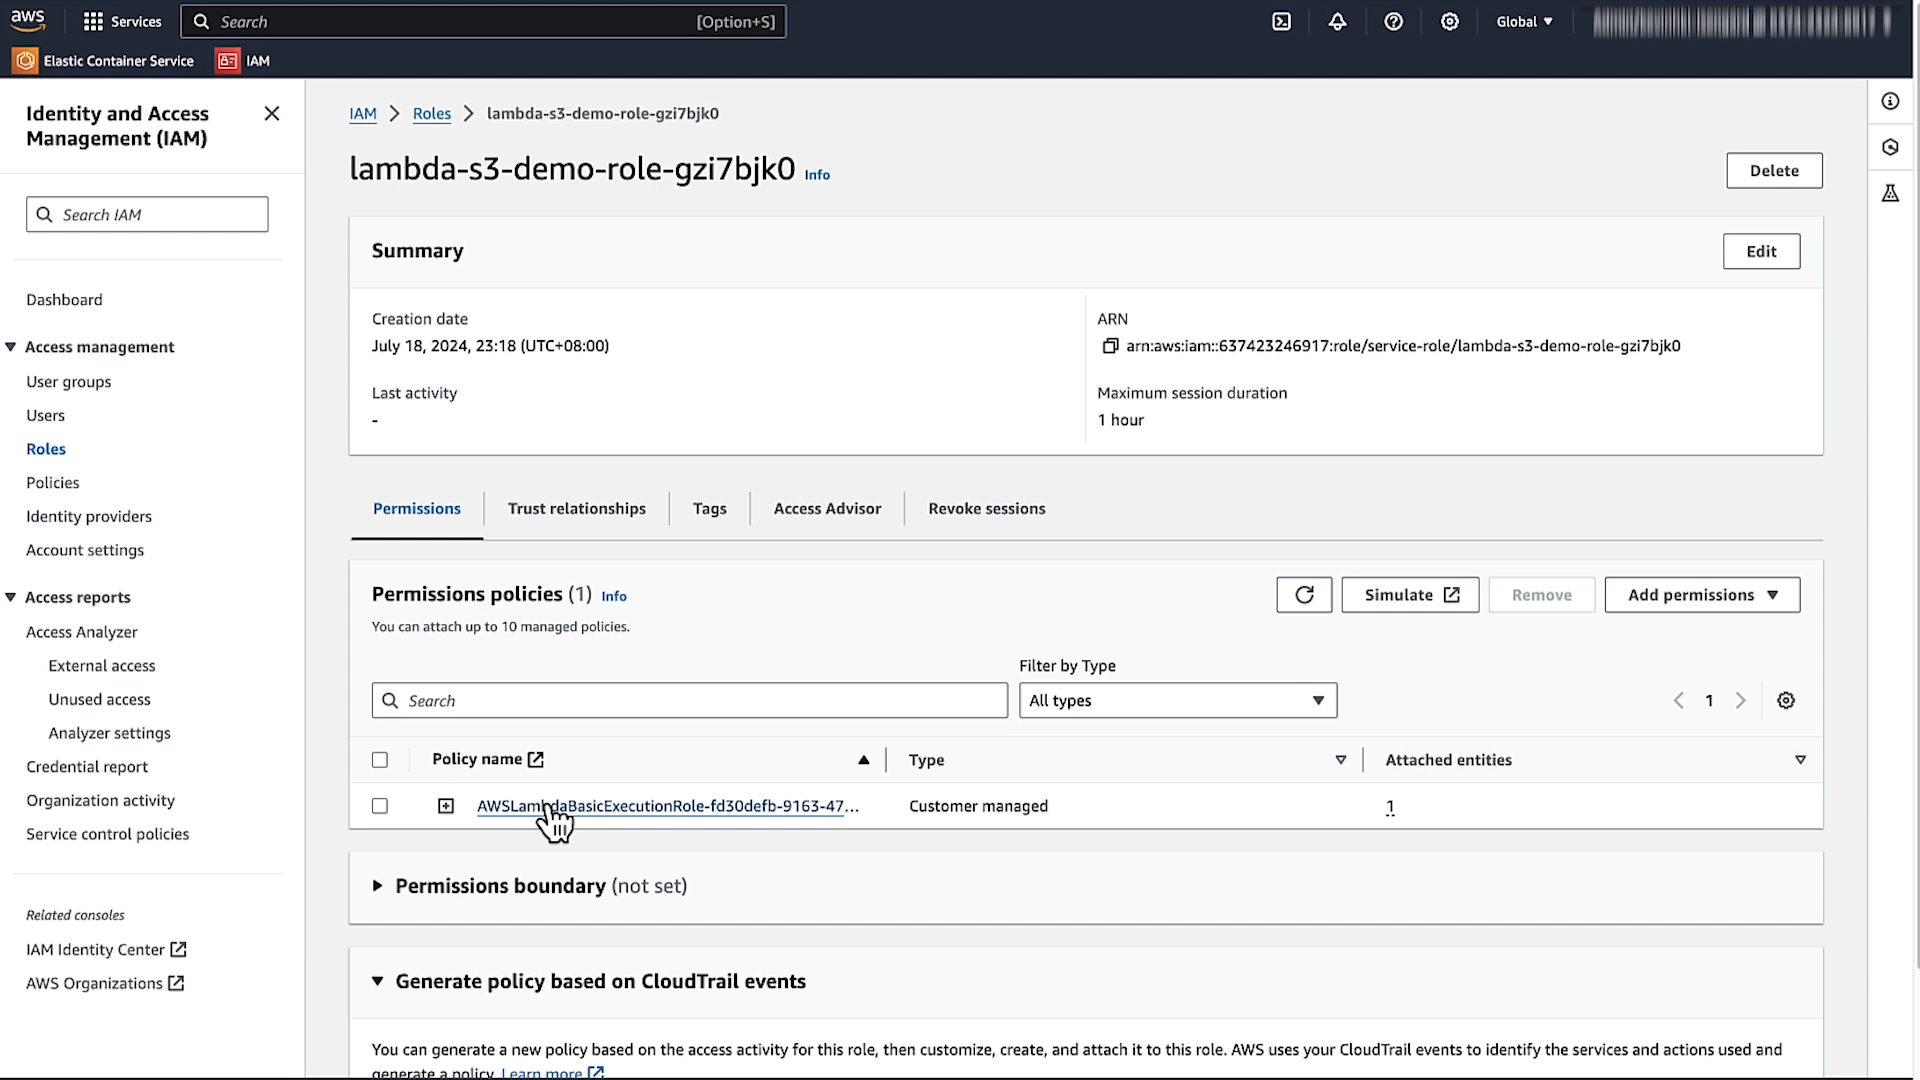 aws
Services
Search
[Option+S]
Global
Elastic Container Service
IAM
Identity and Access
Management (IAM)
Search IAM
Dashboard
Access management
User groups
Users
Roles
Policies
Identity providers
Account settings
Access reports
Access Analyzer
External access
Unused access
Analyzer settings
Credential report
Organization activity
Service control policies
Related consoles
IAM Identity Center
AWS Organizations
IAM > Roles > lambda-s3-demo-role-gzi7bjk0
lambda-s3-demo-role-gzi7bjk0 Info
Delete
Summary
Edit
Creation date
July 18, 2024, 23:18 (UTC+08:00)
ARN
arn:aws:iam::637423246917:role/service-role/lambda-s3-demo-role-gzi7bjk0
Last activity
-
Maximum session duration
1 hour
Permissions
Trust relationships
Tags
Access Advisor
Revoke sessions
Permissions policies (1) Info
You can attach up to 10 managed policies.
Simulate
Remove
Add permissions
Filter by Type
Search
All types
1
Policy name
Type
Attached entities
AWSLambdaBasicExecutionRole-fd30defb-9163-47...
Customer managed
1
Permissions boundary (not set)
Generate policy based on CloudTrail events
You can generate a new policy based on the access activity for this role, then customize, create, and attach it to this role. AWS uses your CloudTrail events to identify the services and actions used and
generate a policy. Learn more